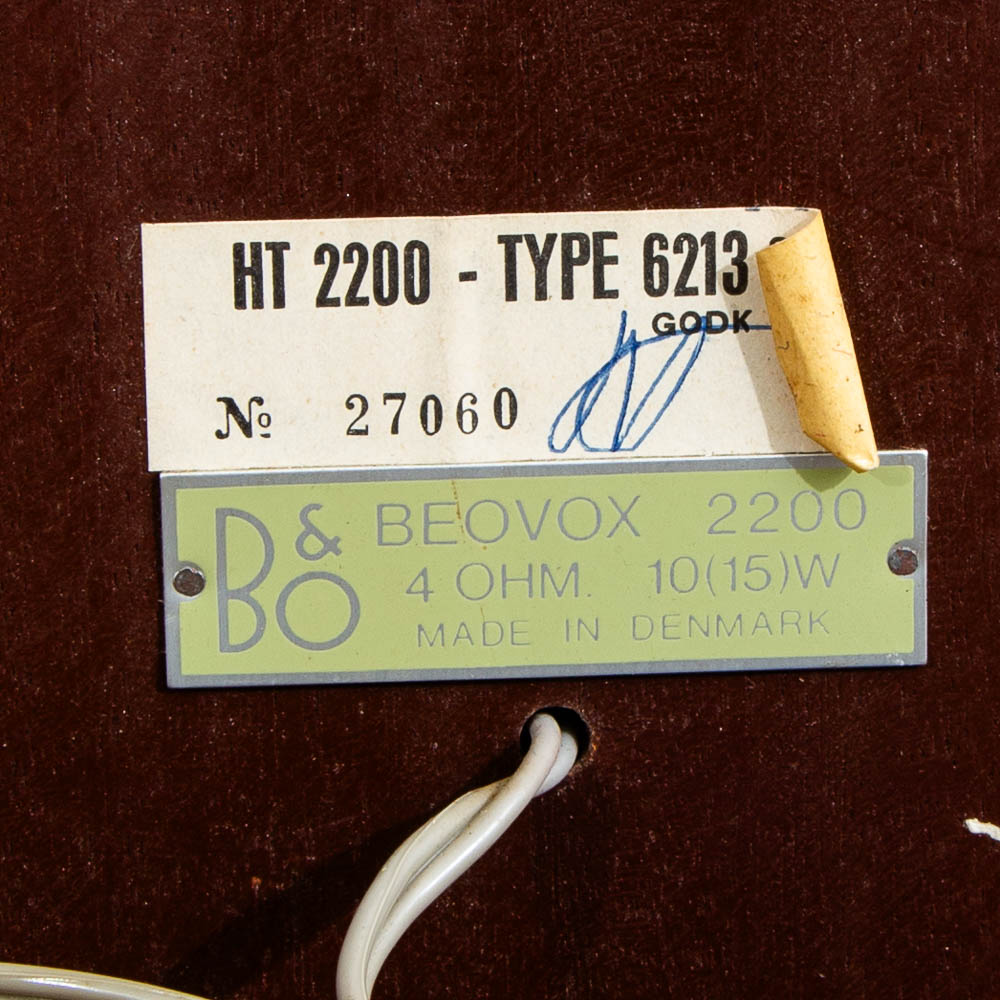 HT 2200 - TYPE 6213
GODK
№ 27060
B&O
BEOVOX 2200
4 OHM. 10(15)W
MADE IN DENMARK